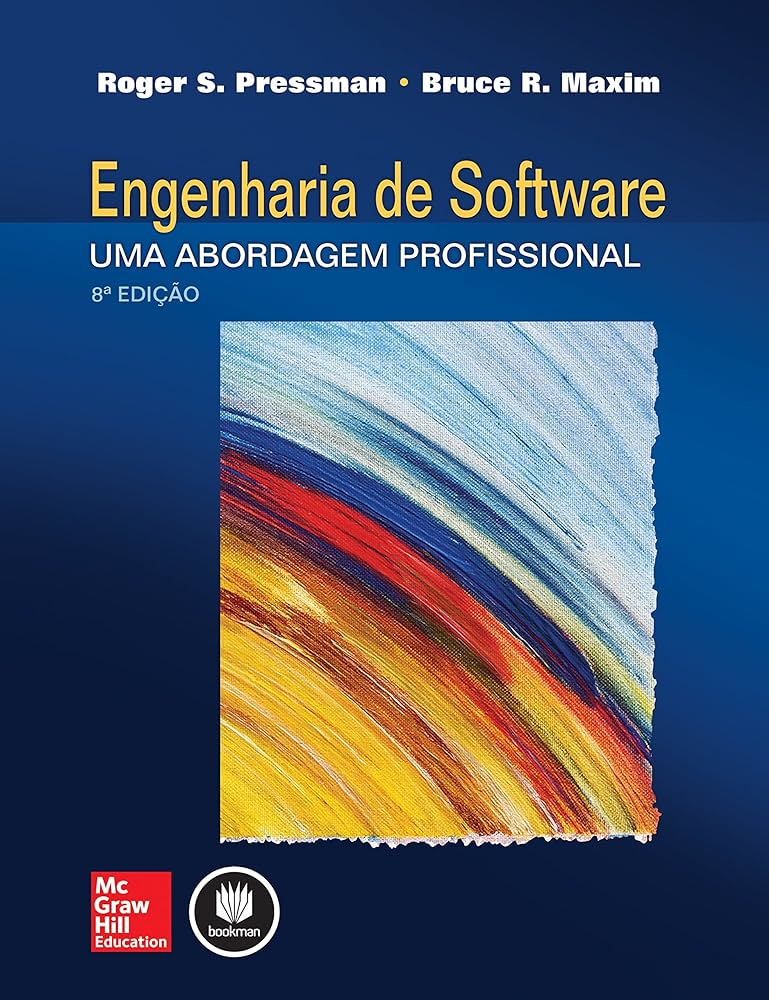 Roger S. Pressman • Bruce R. Maxim
Engenharia de Software
UMA ABORDAGEM PROFISSIONAL
8ª EDIÇÃO
Mc
Graw
Hill
Education
bookman